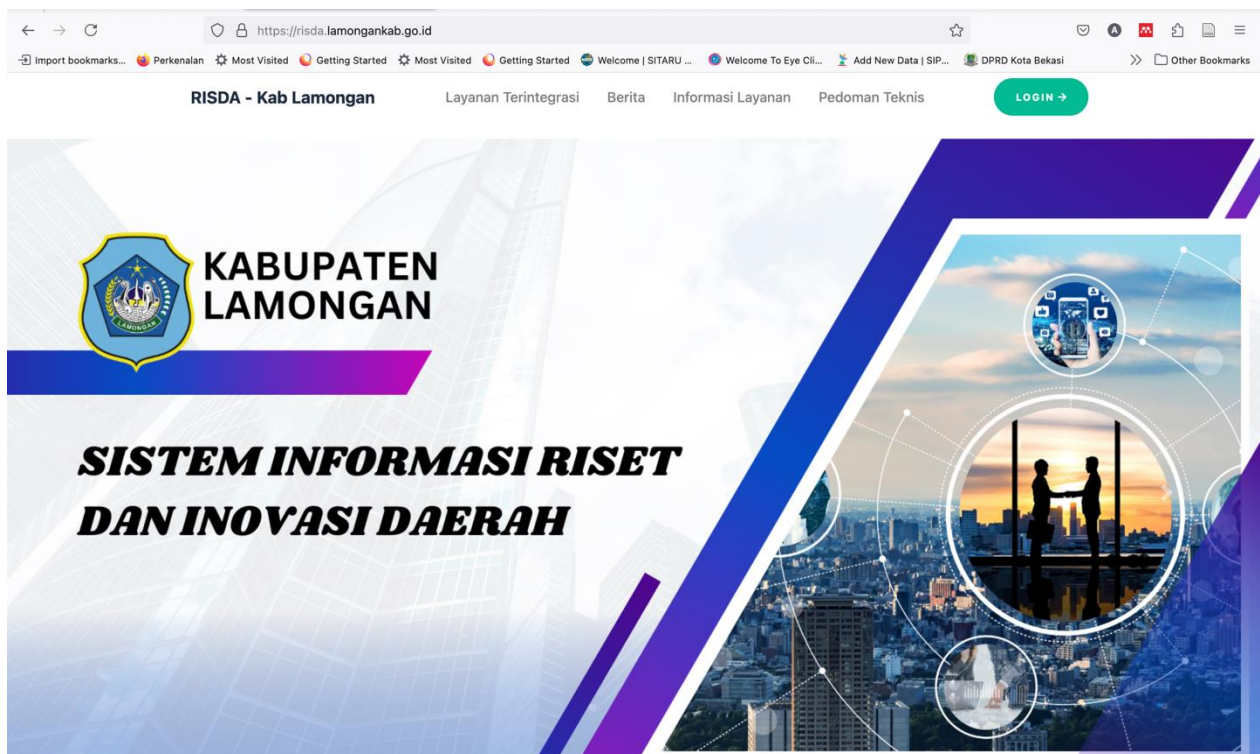 https://risda.lamongankab.go.id
Import bookmarks... Perkenalan Most Visited Getting Started Most Visited Getting Started Welcome | SITARU ... Welcome To Eye Cli... Add New Data | SIP... DPRD Kota Bekasi Other Bookmarks
RISDA - Kab Lamongan Layanan Terintegrasi Berita Informasi Layanan Pedoman Teknis LOGIN →
KABUPATEN
LAMONGAN
LAMONGAN
SISTEM INFORMASI RISET
DAN INOVASI DAERAH